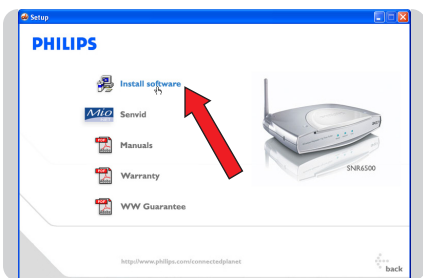 Setup
PHILIPS
Install software
Mio Senvid
Manuals
Warranty
WW Guarantee
SNR6500
http://www.philips.com/connectedplanet
back